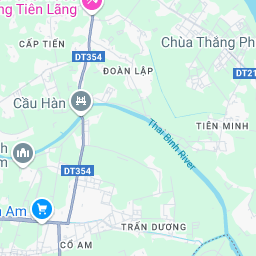 ng Tiên Lãng
CẤP TIẾN
Chùa Thắng Ph
DT354
ĐOÀN LẬP
DT21
Cầu Hàn
Thai Binh River
TIÊN MINH
h
m
DT354
Am
TRẤN DƯƠNG
CỔ AM